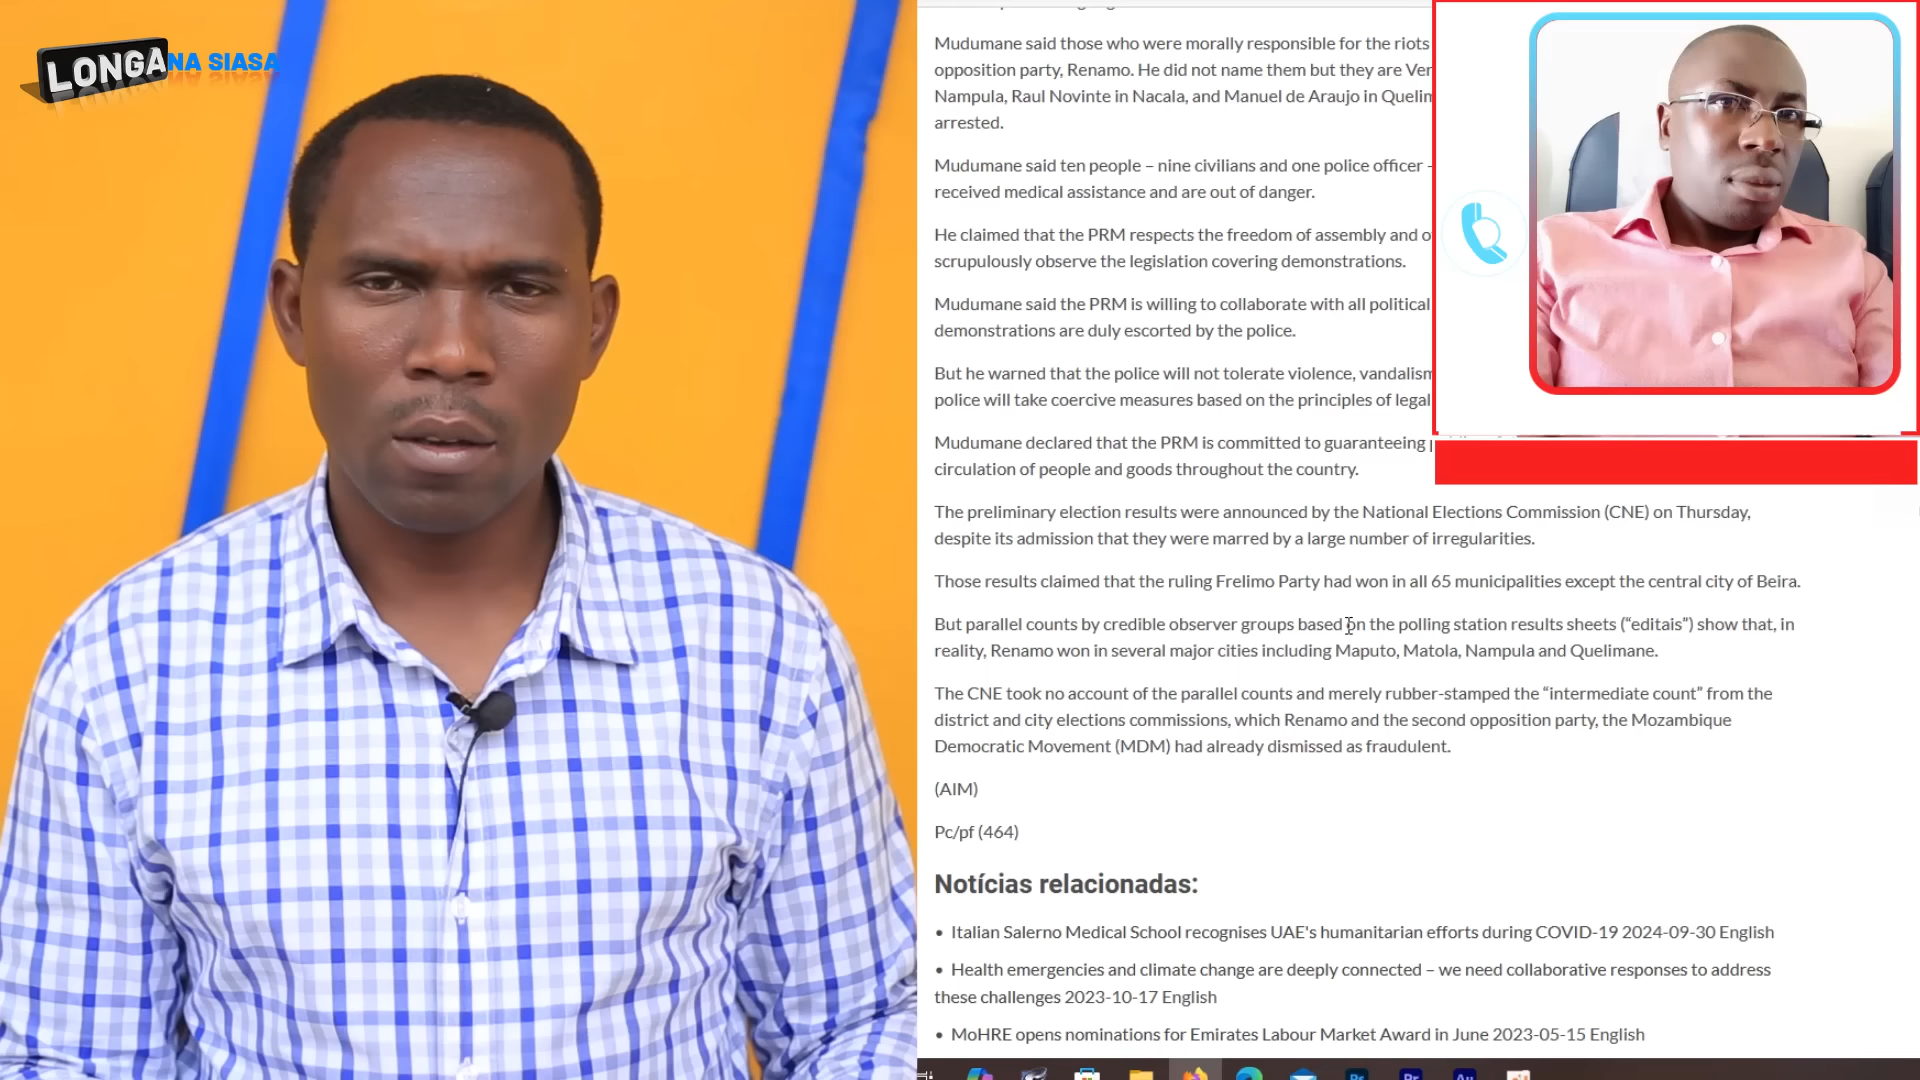 LONGA NA SIASA
Mudumane said those who were morally responsible for the riots
opposition party, Renamo. He did not name them but they are Ver
Nampula, Raul Novinte in Nacala, and Manuel de Araujo in Quelim
arrested.
Mudumane said ten people – nine civilians and one police officer –
received medical assistance and are out of danger.
He claimed that the PRM respects the freedom of assembly and o
scrupulously observe the legislation covering demonstrations.
Mudumane said the PRM is willing to collaborate with all political
demonstrations are duly escorted by the police.
But he warned that the police will not tolerate violence, vandalism
police will take coercive measures based on the principles of legal
Mudumane declared that the PRM is committed to guaranteeing
circulation of people and goods throughout the country.
The preliminary election results were announced by the National Elections Commission (CNE) on Thursday,
despite its admission that they were marred by a large number of irregularities.
Those results claimed that the ruling Frelimo Party had won in all 65 municipalities except the central city of Beira.
But parallel counts by credible observer groups based on the polling station results sheets (“editais”) show that, in
reality, Renamo won in several major cities including Maputo, Matola, Nampula and Quelimane.
The CNE took no account of the parallel counts and merely rubber-stamped the “intermediate count” from the
district and city elections commissions, which Renamo and the second opposition party, the Mozambique
Democratic Movement (MDM) had already dismissed as fraudulent.
(AIM)
Pc/pf (464)
Notícias relacionadas:
• Italian Salerno Medical School recognises UAE's humanitarian efforts during COVID-19 2024-09-30 English
• Health emergencies and climate change are deeply connected – we need collaborative responses to address
these challenges 2023-10-17 English
• MoHRE opens nominations for Emirates Labour Market Award in June 2023-05-15 English